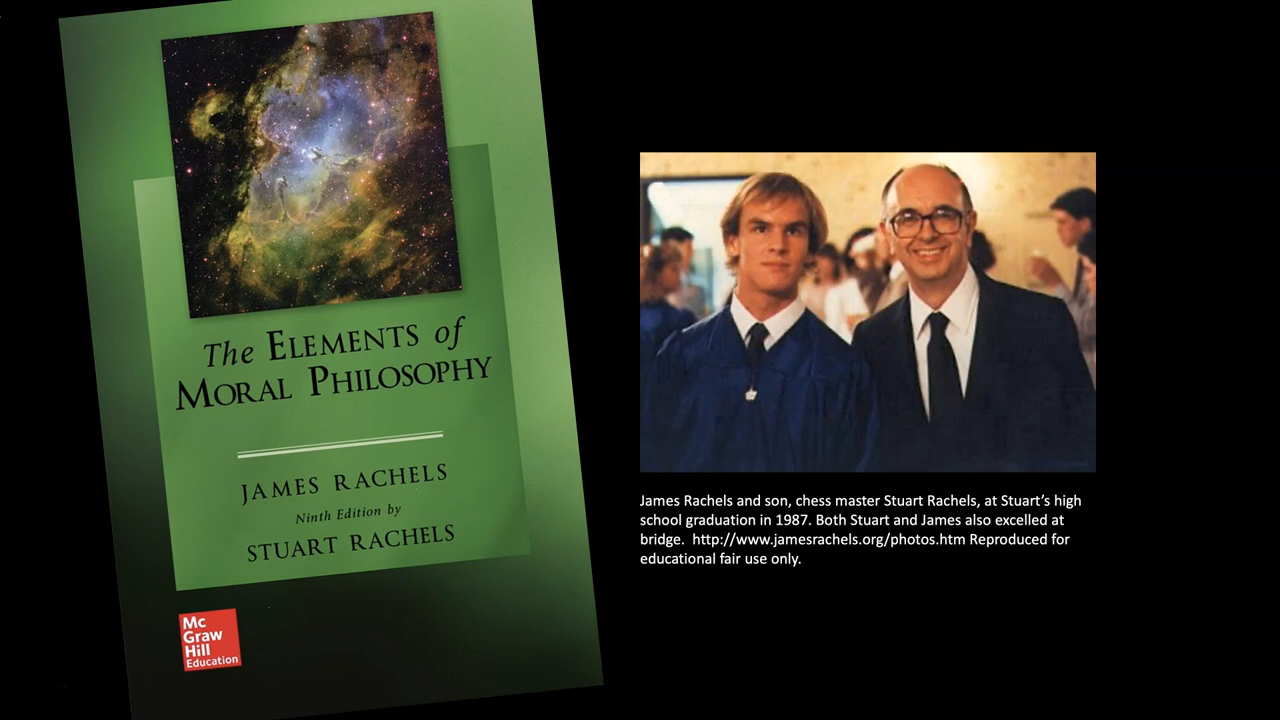 The ELEMENTS of
MORAL PHILOSOPHY
JAMES RACHELS
Ninth Edition by
STUART RACHELS
Mc
Graw
Hill
Education
James Rachels and son, chess master Stuart Rachels, at Stuart’s high
school graduation in 1987. Both Stuart and James also excelled at
bridge.  http://www.jamesrachels.org/photos.htm Reproduced for
educational fair use only.